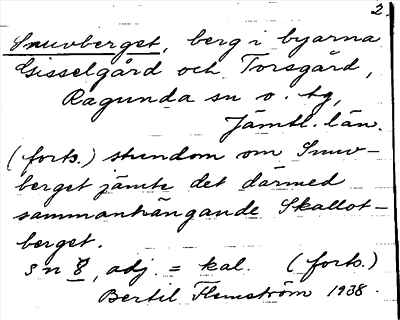 2.
Snuvberget, berg i byarna
Gisselgård och Torsgård,
Ragunda sn o. tg,
Jämtl. län.
(forts.) stundom om Snuv-
berget jämte det därmed
sammanhängande Skallot-
berget.
adj. = kal. (forts.)
Bertil Flemström 1938.